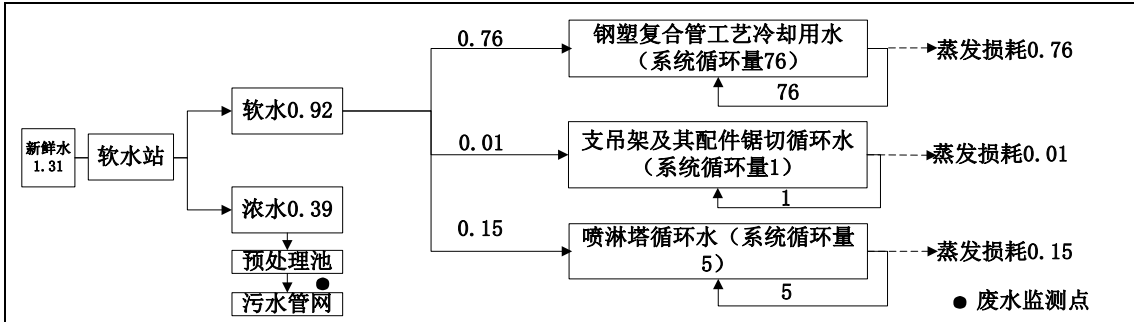 新鲜水
1.31
软水站
软水0.92
浓水0.39
预处理池
污水管网
0.76
钢塑复合管工艺冷却用水
（系统循环量76）
76
蒸发损耗0.76
0.01
支吊架及其配件锯切循环水
（系统循环量1）
1
蒸发损耗0.01
0.15
喷淋塔循环水（系统循环量
5）
5
蒸发损耗0.15
● 废水监测点